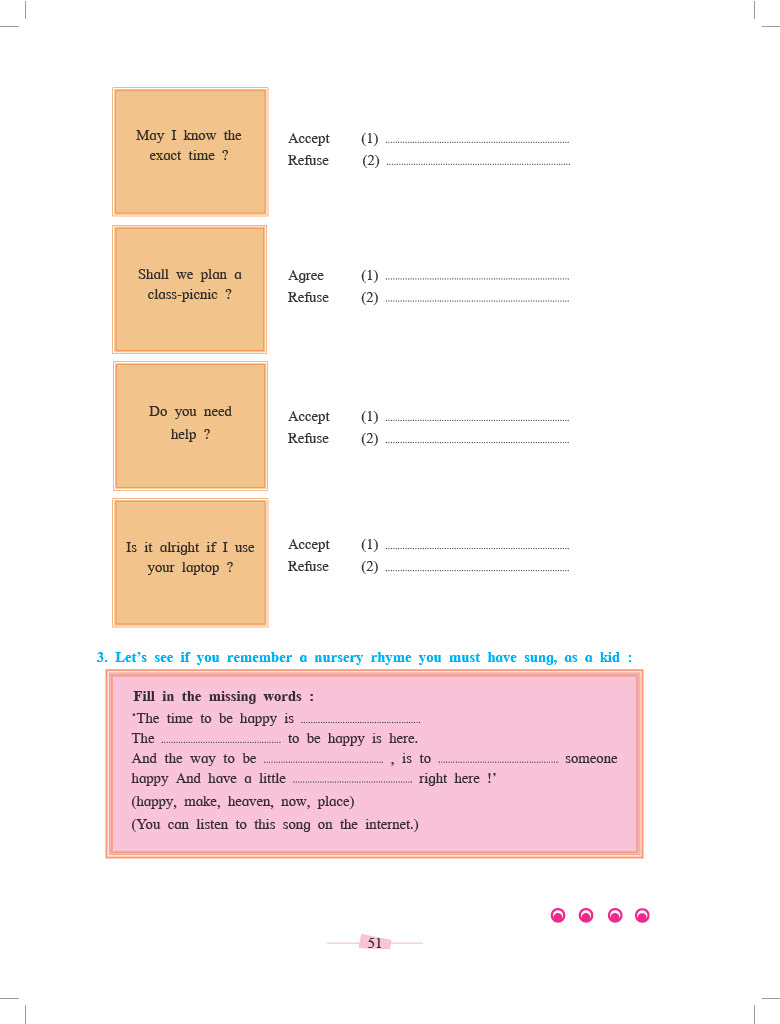 May I know the
exact time ?
Accept (1) ..............................................................
Refuse (2) ..............................................................
Shall we plan a
class-picnic ?
Agree (1) ..............................................................
Refuse (2) ..............................................................
Do you need
help ?
Accept (1) ..............................................................
Refuse (2) ..............................................................
Is it alright if I use
your laptop ?
Accept (1) ..............................................................
Refuse (2) ..............................................................
3. Let’s see if you remember a nursery rhyme you must have sung, as a kid :
Fill in the missing words :
‘The time to be happy is ........................................
The ........................................ to be happy is here.
And the way to be ........................................ , is to ........................................ someone
happy And have a little ........................................ right here !’
(happy, make, heaven, now, place)
(You can listen to this song on the internet.)
51